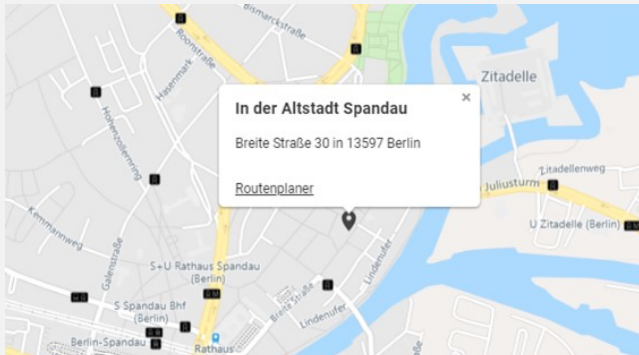 Bismarckstraße
Roonstraße
Hasenmark
Zitadelle
In der Altstadt Spandau
×
Breite Straße 30 in 13597 Berlin
Routenplaner
Hohenzollernring
Zitadellenweg
Juliusturm
U Zitadelle (Berlin)
Kemmannweg
Galenstraße
S+U Rathaus Spandau
(Berlin)
Lindenufer
S Spandau Bhf
(Berlin)
Breite Straße
Lindenufer
Berlin-Spandau
Rathaus